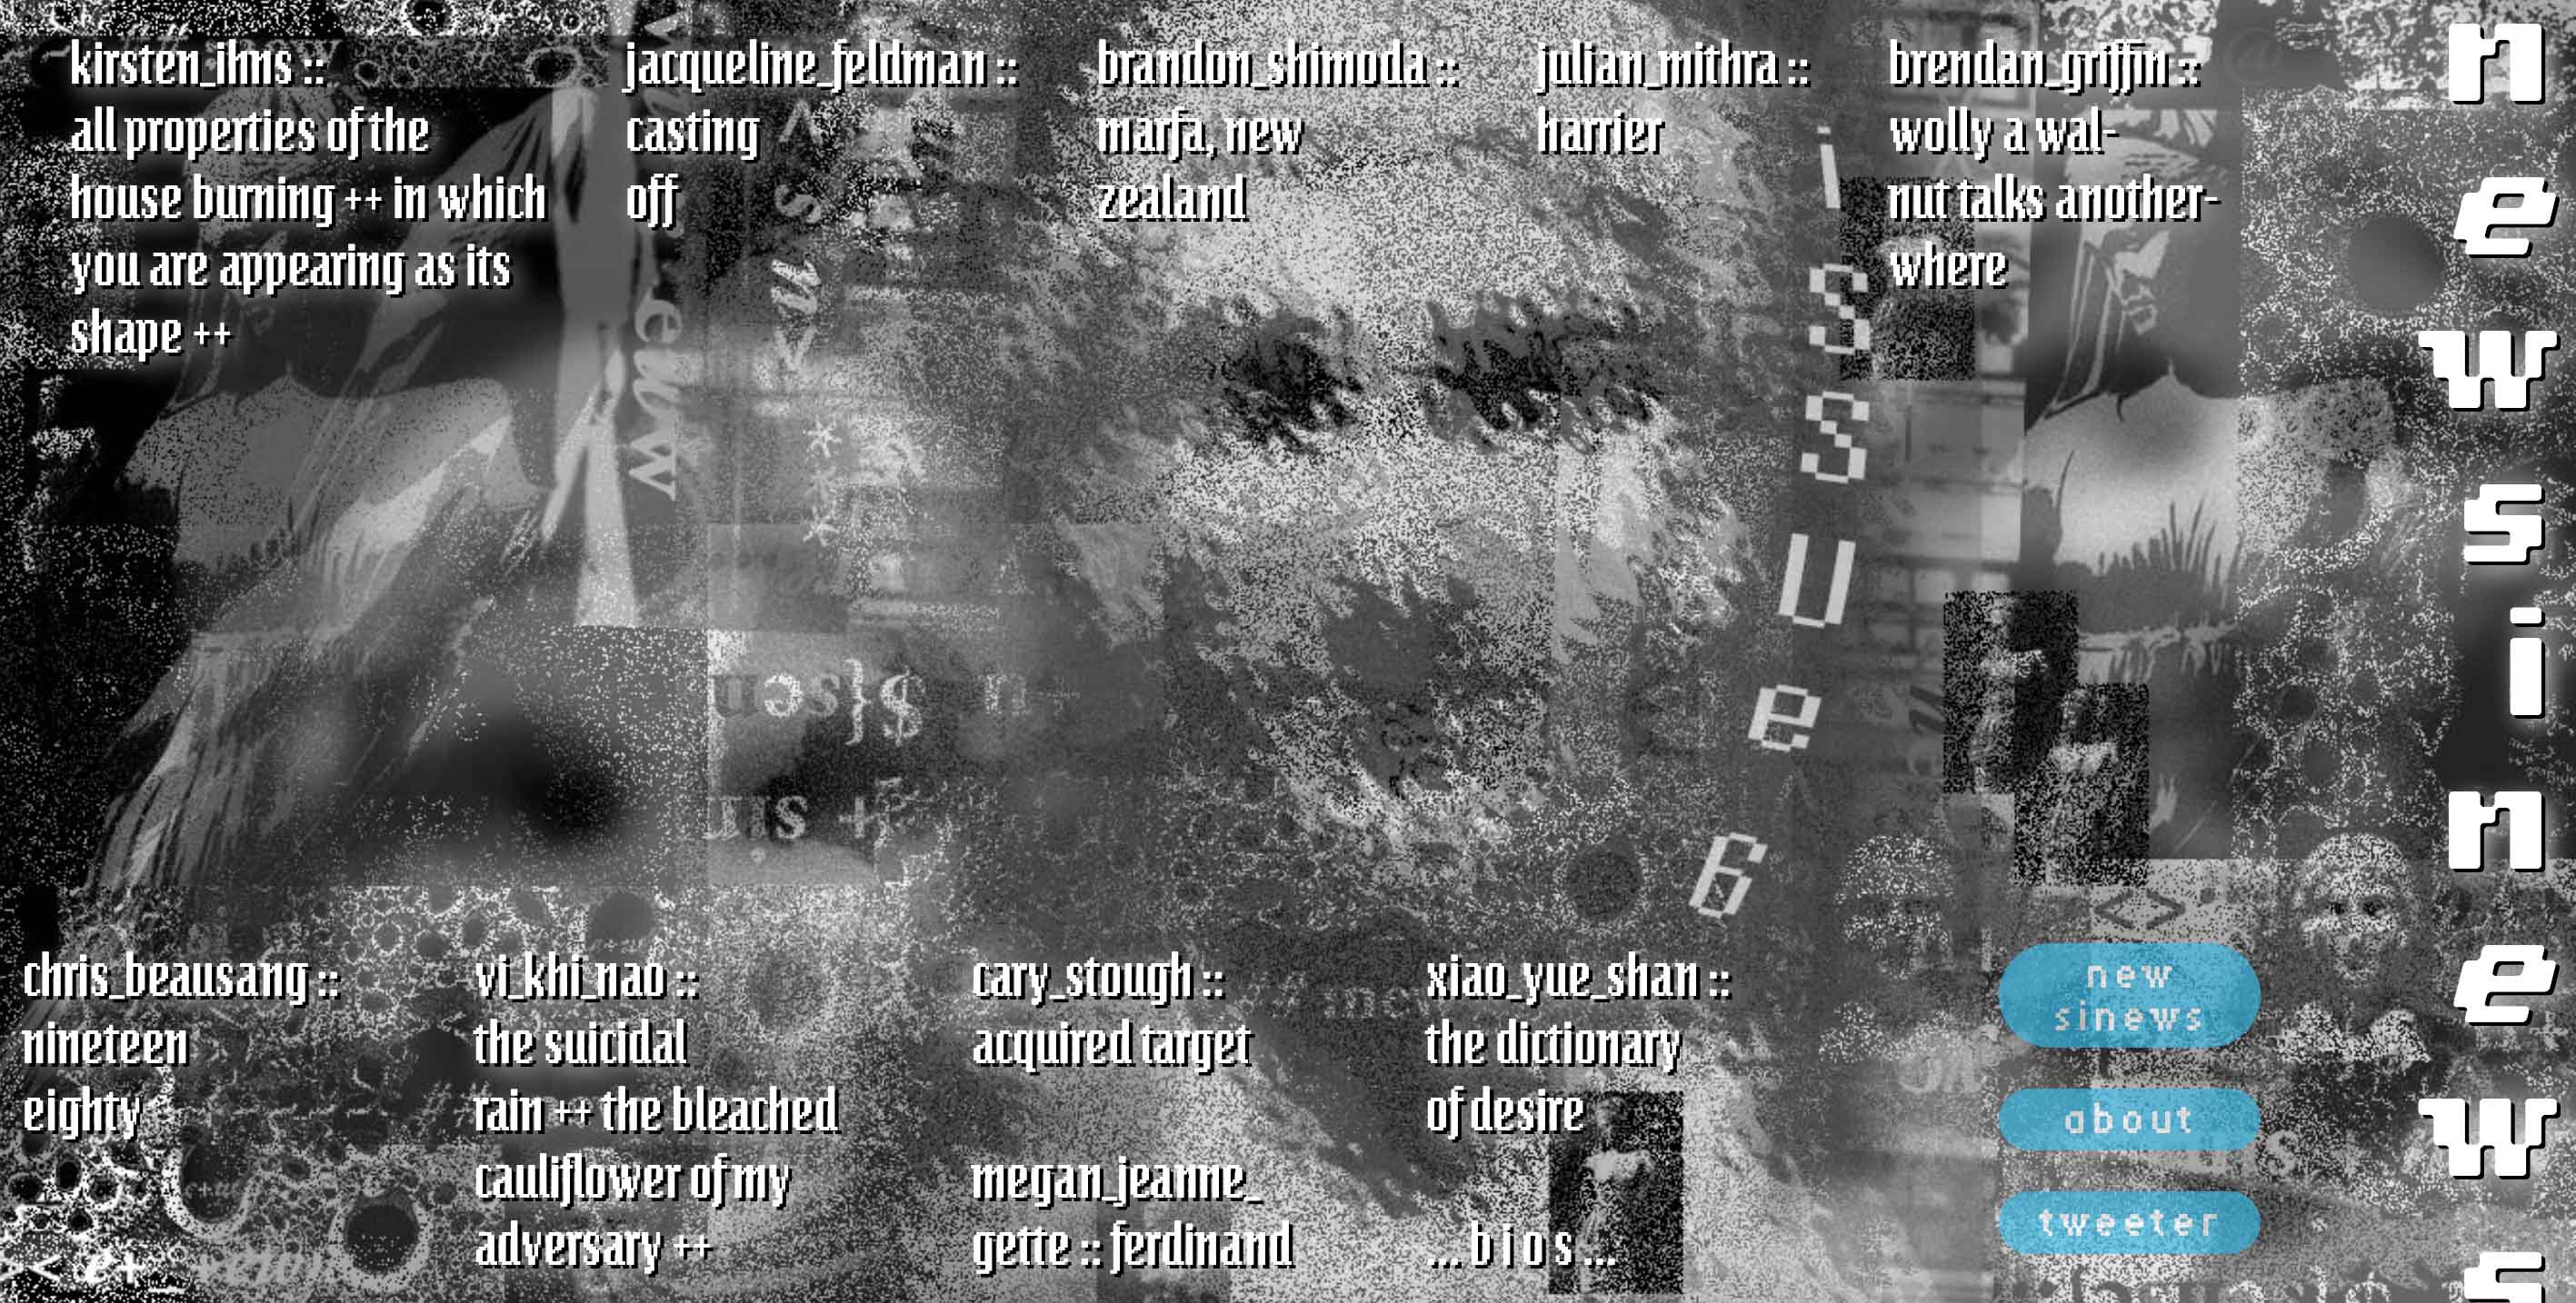 kirsten_ihns ::
all properties of the
house burning ++ in which
you are appearing as its
shape ++
jacqueline_feldman ::
casting
off
brandon_shimoda ::
marfa, new
zealand
julian_mithra ::
harrier
brendan_griffin ::
wolly a wal-
nut talks another-
where
issue 6
chris_beausang ::
nineteen
eighty
vi_khi_nao ::
the suicidal
rain ++ the bleached
cauliflower of my
adversary ++
cary_stough ::
acquired target
megan_jeanne_
gette :: ferdinand
xiao_yue_shan ::
the dictionary
of desire
... b i o s ...
new
sinews
about
tweeter
new sinew